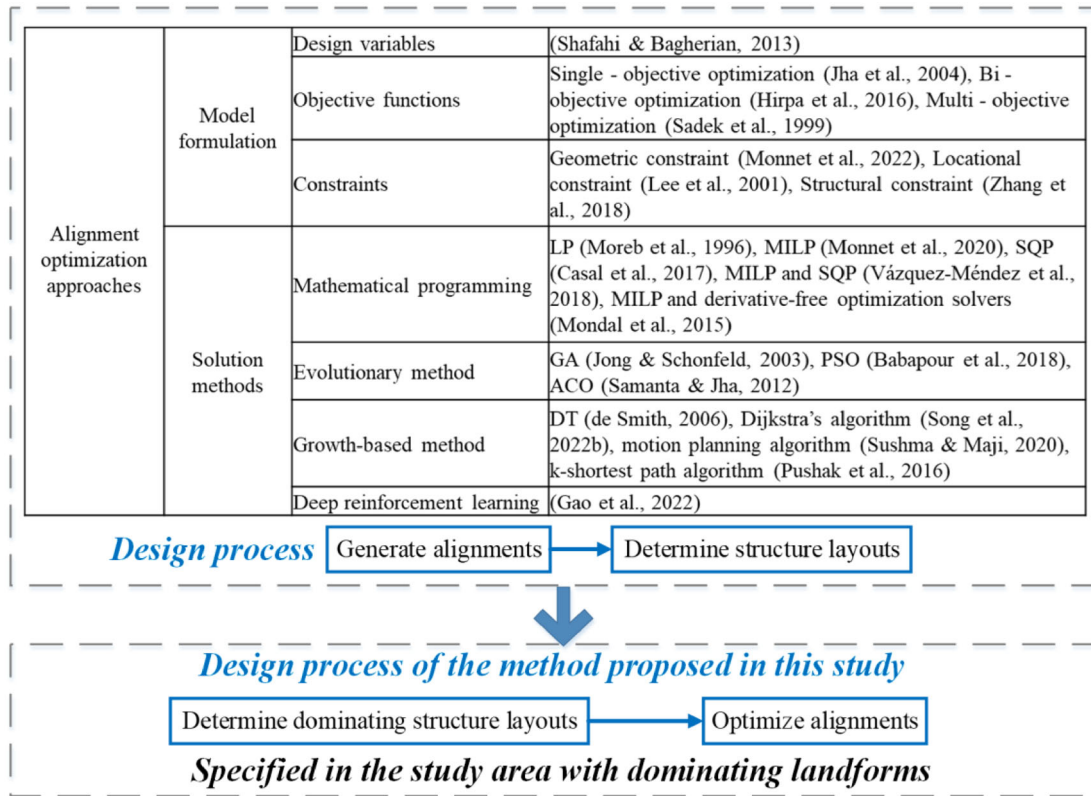 Design variables (Shafahi & Bagherian, 2013)
Model formulation
Objective functions
Single - objective optimization (Jha et al., 2004), Bi -
objective optimization (Hirpa et al., 2016), Multi - objective
optimization (Sadek et al., 1999)
Constraints
Geometric constraint (Monnet et al., 2022), Locational
constraint (Lee et al., 2001), Structural constraint (Zhang et
al., 2018)
Alignment
optimization
approaches
Solution
methods
Mathematical programming
LP (Moreb et al., 1996), MILP (Monnet et al., 2020), SQP
(Casal et al., 2017), MILP and SQP (Vázquez-Méndez et al.,
2018), MILP and derivative-free optimization solvers
(Mondal et al., 2015)
Evolutionary method
GA (Jong & Schonfeld, 2003), PSO (Babapour et al., 2018),
ACO (Samanta & Jha, 2012)
Growth-based method
DT (de Smith, 2006), Dijkstra's algorithm (Song et al.,
2022b), motion planning algorithm (Sushma & Maji, 2020),
k-shortest path algorithm (Pushak et al., 2016)
Deep reinforcement learning (Gao et al., 2022)
Design process Generate alignments Determine structure layouts
Design process of the method proposed in this study
Determine dominating structure layouts Optimize alignments
Specified in the study area with dominating landforms